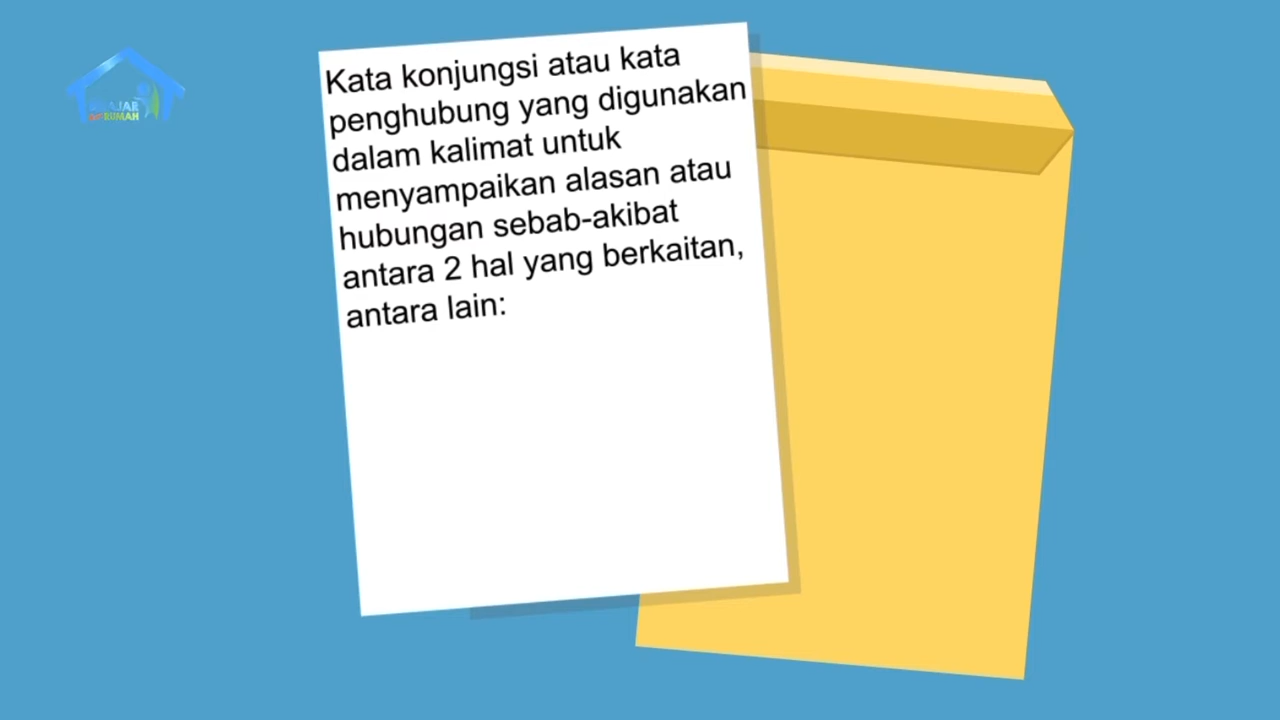 Kata konjungsi atau kata
penghubung yang digunakan
dalam kalimat untuk
menyampaikan alasan atau
hubungan sebab-akibat
antara 2 hal yang berkaitan,
antara lain:
RUMAH